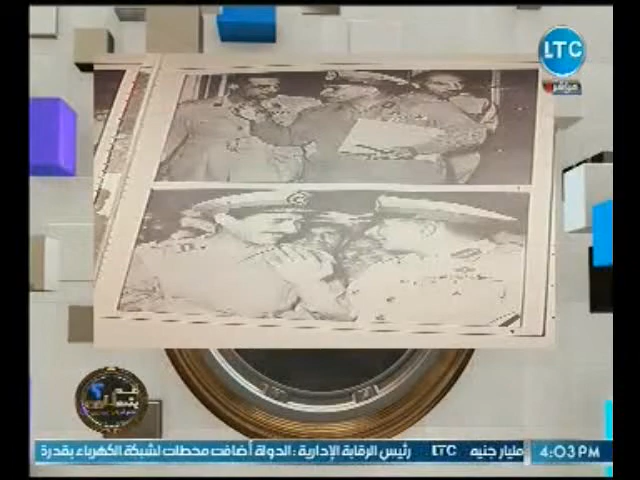 LTC
مباشر
مليار جنيه LTC رئيس الرقابة الإدارية: الدولة أضافت محطات لشبكة الكهرباء بقدرة
4:03 PM